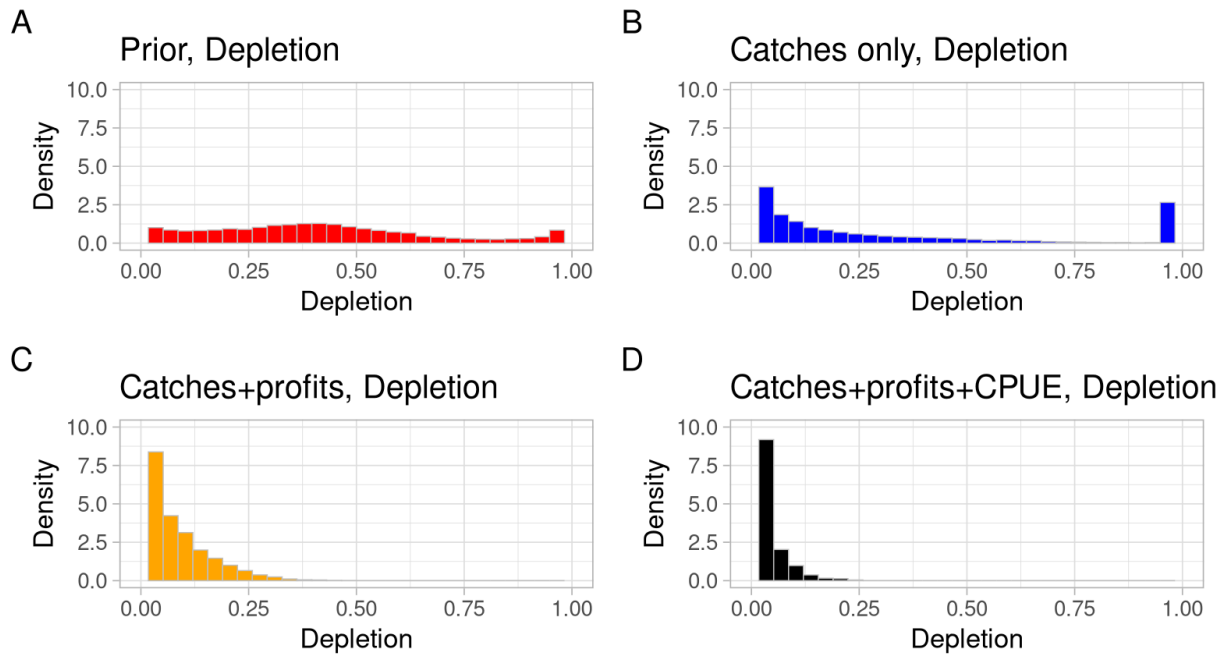 A
Prior, Depletion
10.0
7.5
5.0
2.5
0.0
Density
0.00 0.25 0.50 0.75 1.00
Depletion
B
Catches only, Depletion
10.0
7.5
5.0
2.5
0.0
Density
0.00 0.25 0.50 0.75 1.00
Depletion
C
Catches+profits, Depletion
10.0
7.5
5.0
2.5
0.0
Density
0.00 0.25 0.50 0.75 1.00
Depletion
D
Catches+profits+CPUE, Depletion
10.0
7.5
5.0
2.5
0.0
Density
0.00 0.25 0.50 0.75 1.00
Depletion